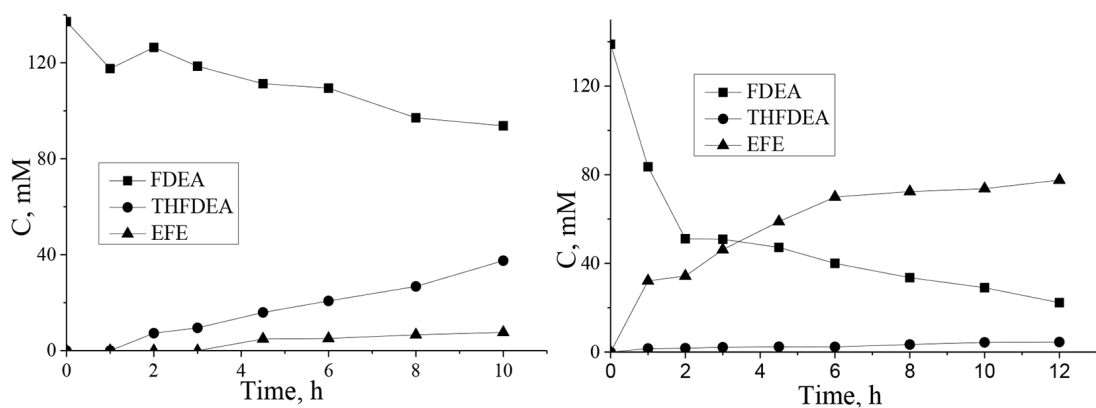 C, mM
120
80
40
0
FDEA
THFDEA
EFE
0 2 4 6 8 10
Time, h
C, mM
120
80
40
0
FDEA
THFDEA
EFE
0 2 4 6 8 10 12
Time, h